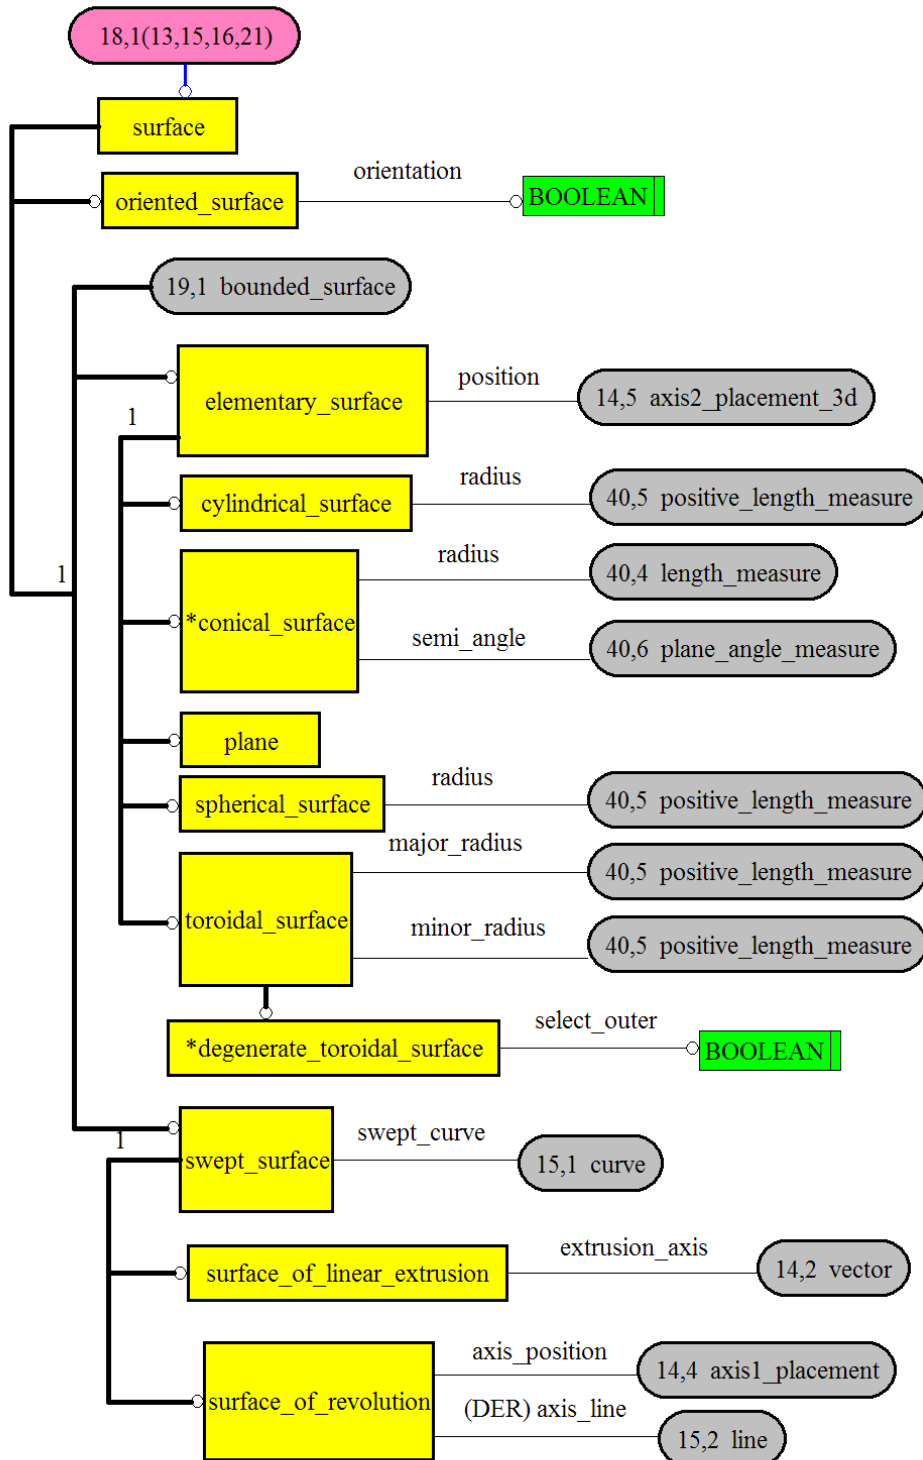 18,1(13,15,16,21)
surface
orientation
oriented_surface
BOOLEAN
19,1 bounded_surface
position
elementary_surface
14,5 axis2_placement_3d
1
radius
cylindrical_surface
40,5 positive_length_measure
radius
40,4 length_measure
1
*conical_surface
semi_angle
40,6 plane_angle_measure
plane
radius
spherical_surface
40,5 positive_length_measure
major_radius
40,5 positive_length_measure
toroidal_surface
minor_radius
40,5 positive_length_measure
select_outer
*degenerate_toroidal_surface
BOOLEAN
1
swept_curve
swept_surface
15,1 curve
extrusion_axis
surface_of_linear_extrusion
14,2 vector
axis_position
14,4 axis1_placement
surface_of_revolution
(DER) axis_line
15,2 line